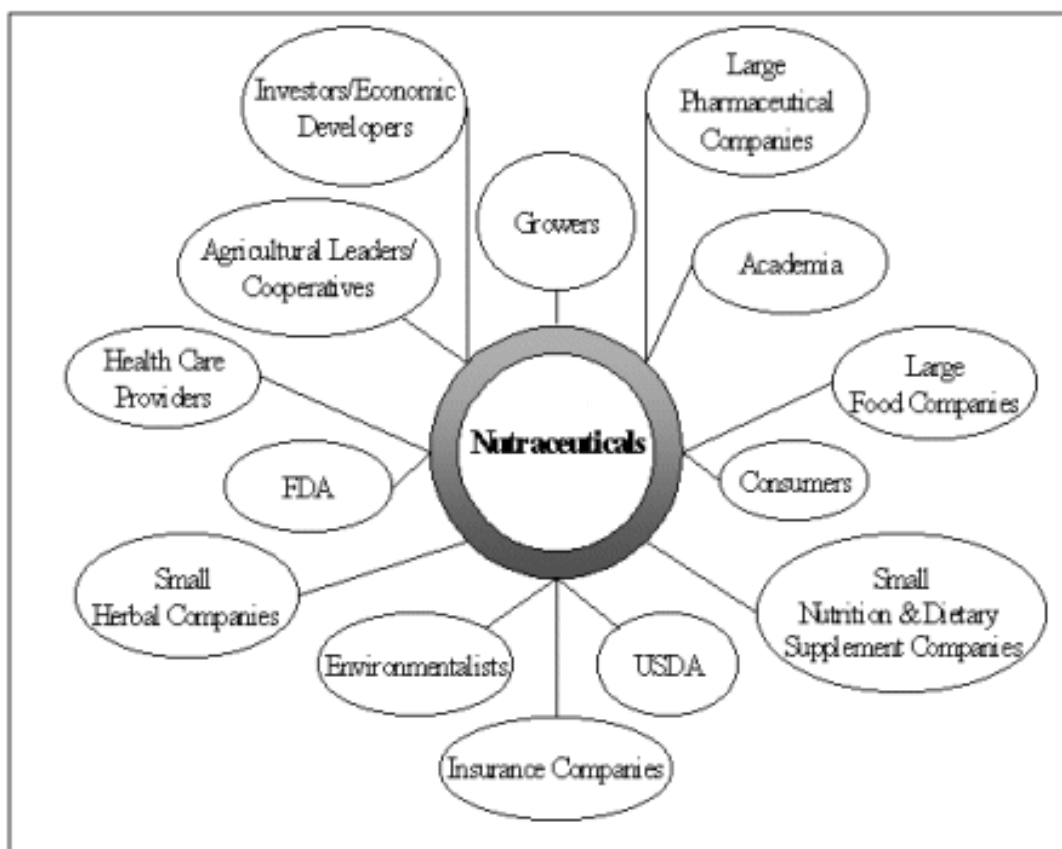 Investors/Economic
Developers
Large
Pharmaceutical
Companies
Growers
Agricultural Leaders/
Cooperatives
Academia
Health Care
Providers
Large
Food Companies
Nutraceuticals
FDA
Consumers
Small
Herbal Companies
Small
Nutrition & Dietary
Supplement Companies
Environmentalists
USDA
Insurance Companies